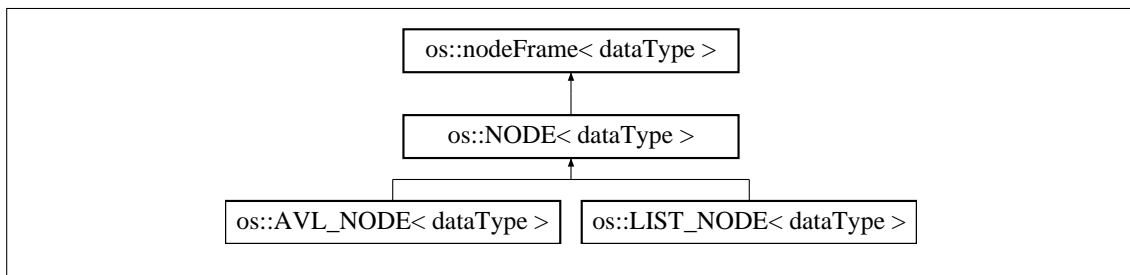 os::nodeFrame< dataType >
os::NODE< dataType >
os::AVL_NODE< dataType >
os::LIST_NODE< dataType >